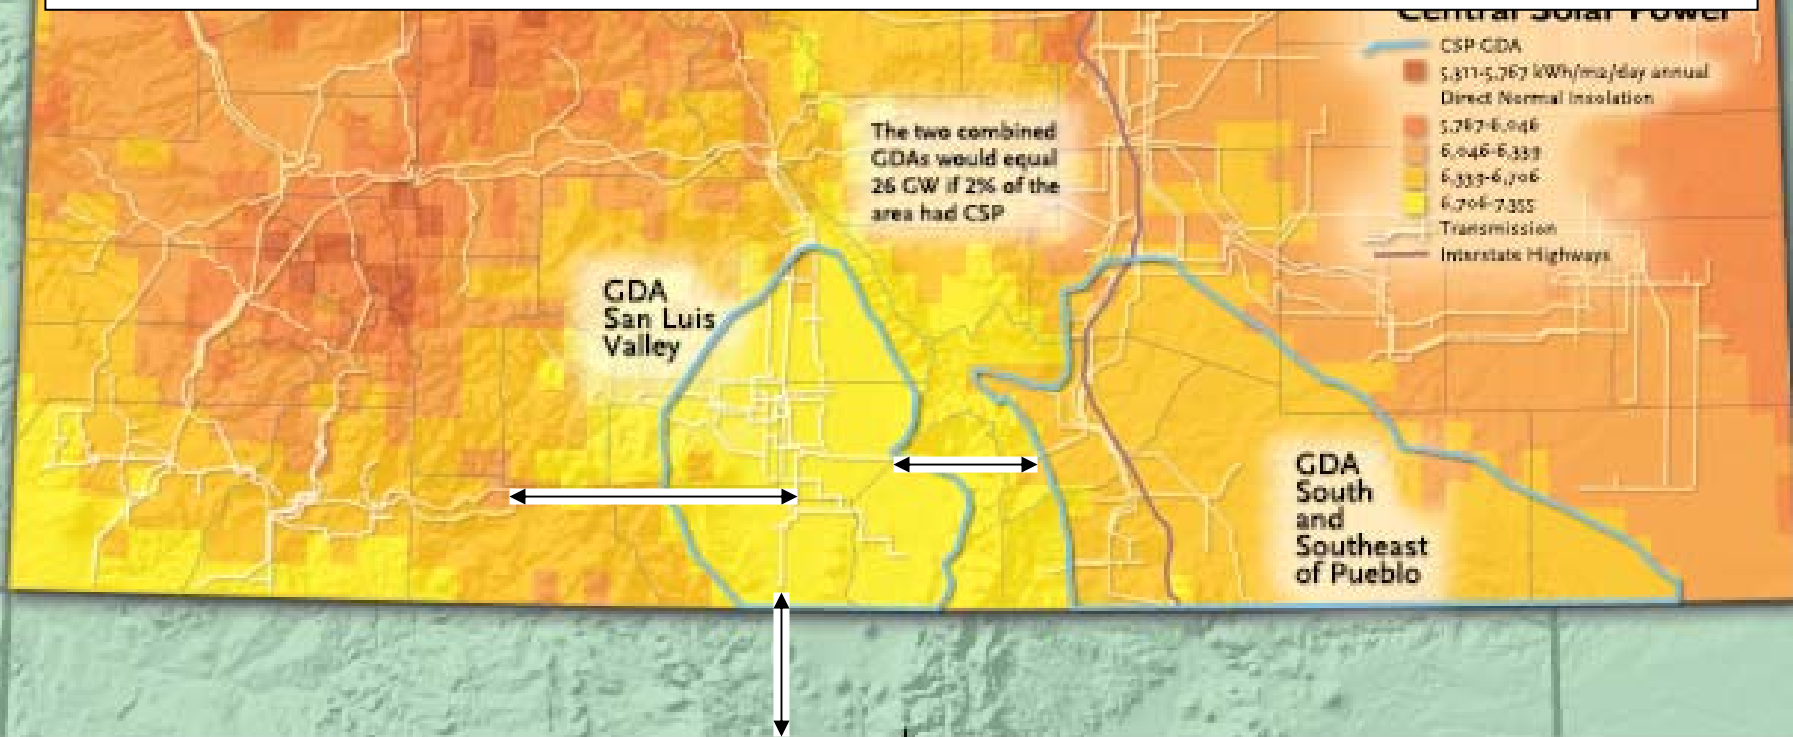 Central Solar Power
CSP GDA
5,311-5,767 kWh/m2/day annual
Direct Normal Insolation
5,767-6,046
6,046-6,339
6,339-6,706
6,706-7,355
Transmission
Interstate Highways
The two combined
GDAs would equal
26 GW if 2% of the
area had CSP
GDA
San Luis
Valley
GDA
South
and
Southeast
of Pueblo